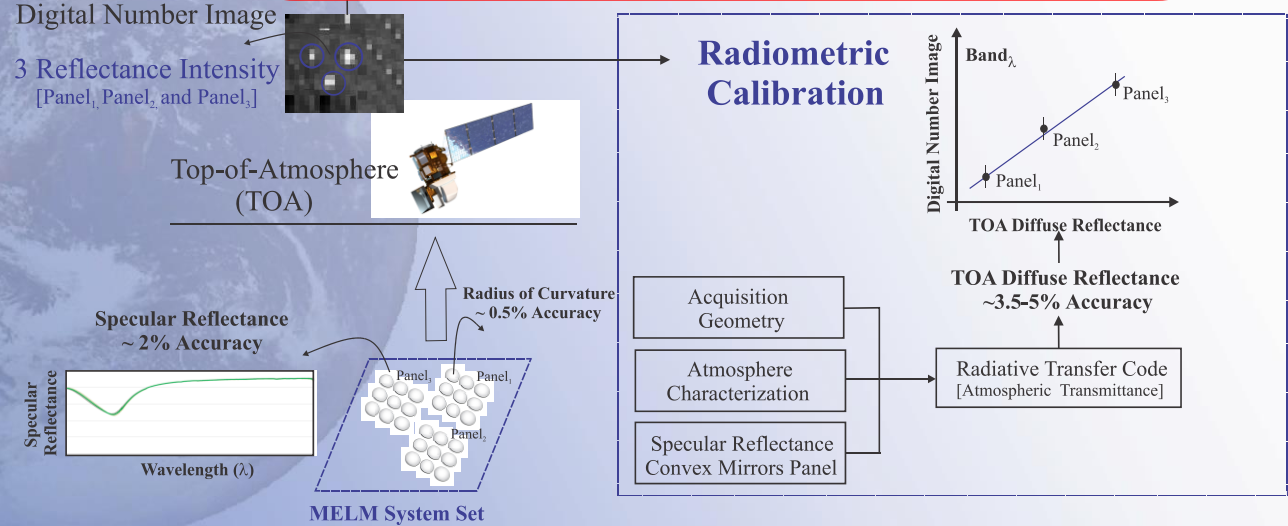 Digital Number Image
3 Reflectance Intensity
[Panel₁, Panel₂, and Panel₃]
Top-of-Atmosphere
(TOA)
Radius of Curvature
~ 0.5% Accuracy
Specular Reflectance
~ 2% Accuracy
Specular
Reflectance
Wavelength (λ)
Panel₃
Panel₁
Panel₂
MELM System Set
Radiometric
Calibration
Digital Number Image
Bandλ
Panel₃
Panel₂
Panel₁
TOA Diffuse Reflectance
TOA Diffuse Reflectance
~3.5-5% Accuracy
Acquisition
Geometry
Atmosphere
Characterization
Specular Reflectance
Convex Mirrors Panel
Radiative Transfer Code
[Atmospheric Transmittance]